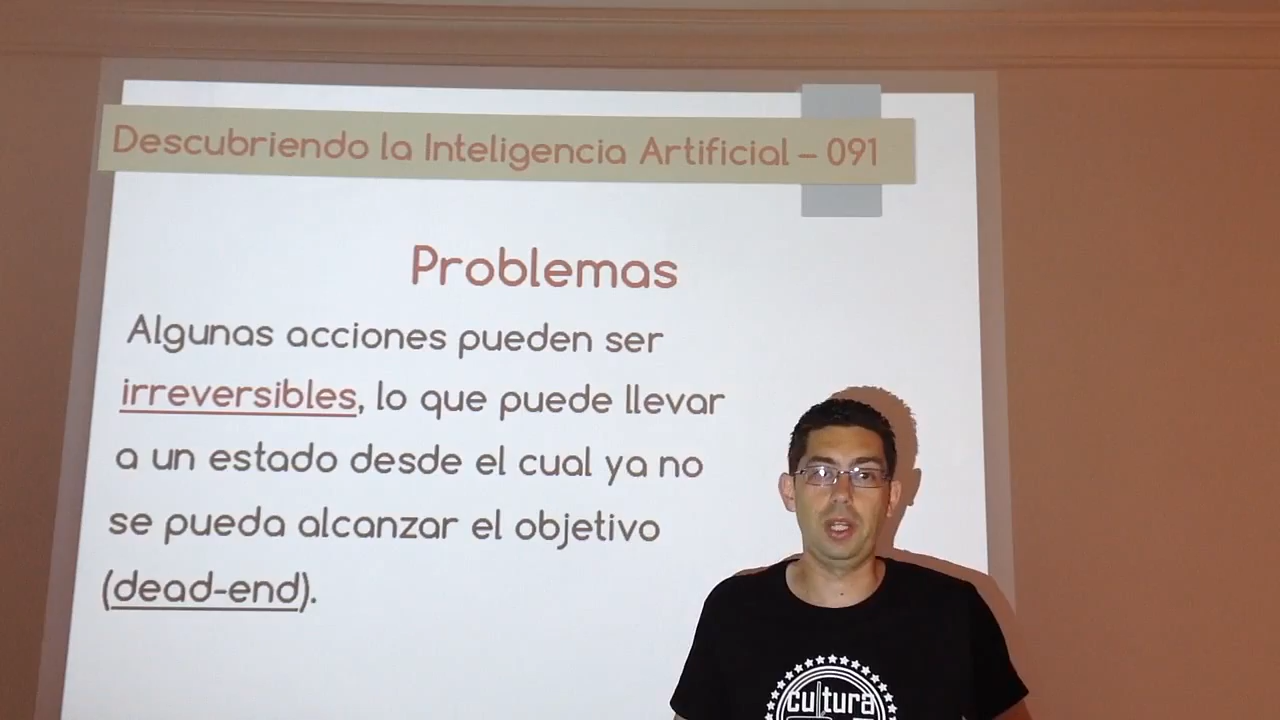 Descubriendo la Inteligencia Artificial – 091
Problemas
Algunas acciones pueden ser
irreversibles, lo que puede llevar
a un estado desde el cual ya no
se pueda alcanzar el objetivo
(dead-end).
cultura